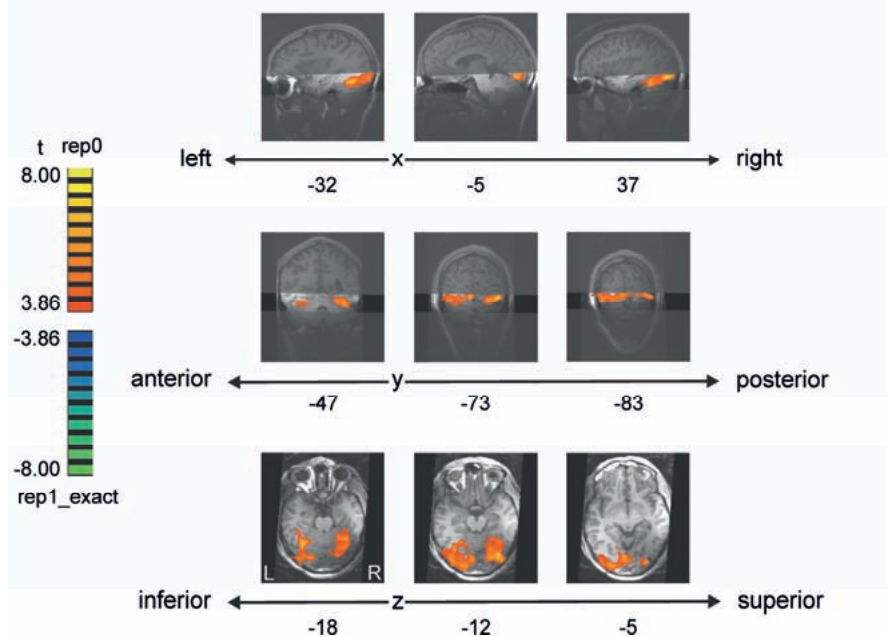 left x right
-32 -5 37
t rep0
8.00
3.86
-3.86
-8.00
rep1_exact
anterior y posterior
-47 -73 -83
L R
inferior z superior
-18 -12 -5